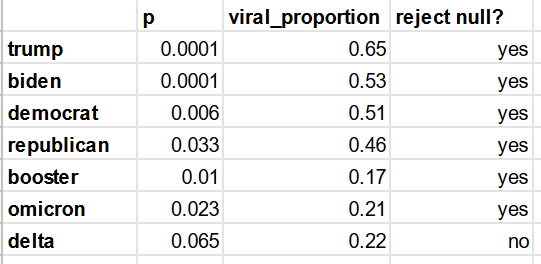 p viral_proportion reject null?
trump 0.0001 0.65 yes
biden 0.0001 0.53 yes
democrat 0.006 0.51 yes
republican 0.033 0.46 yes
booster 0.01 0.17 yes
omicron 0.023 0.21 yes
delta 0.065 0.22 no